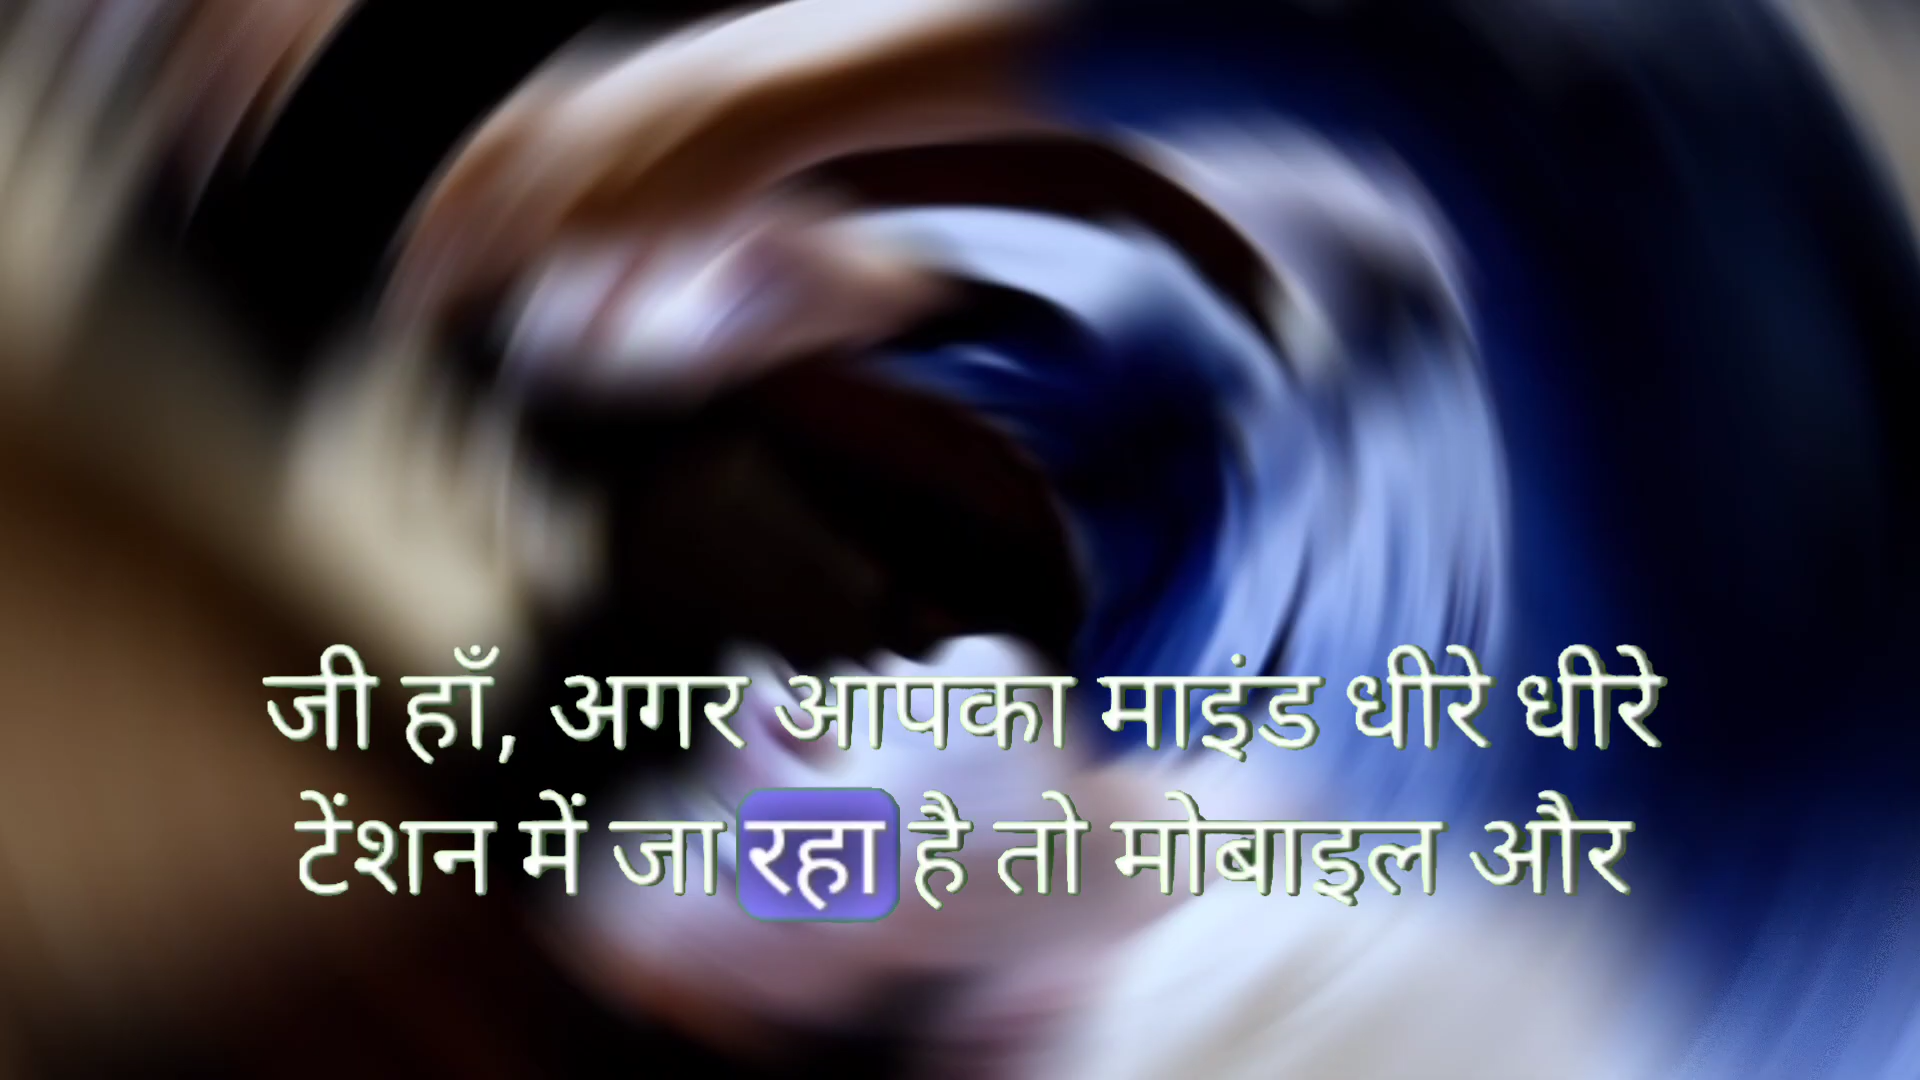 जी हाँ, अगर आपका माइंड धीरे धीरे
टेंशन में जा रहा है तो मोबाइल और